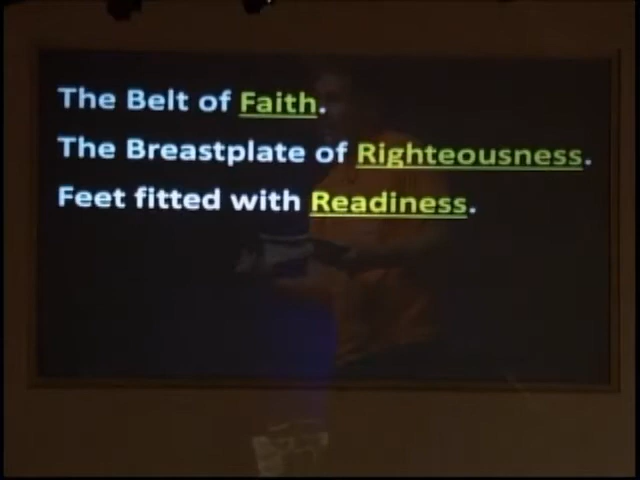 The Belt of Faith.
The Breastplate of Righteousness.
Feet fitted with Readiness.